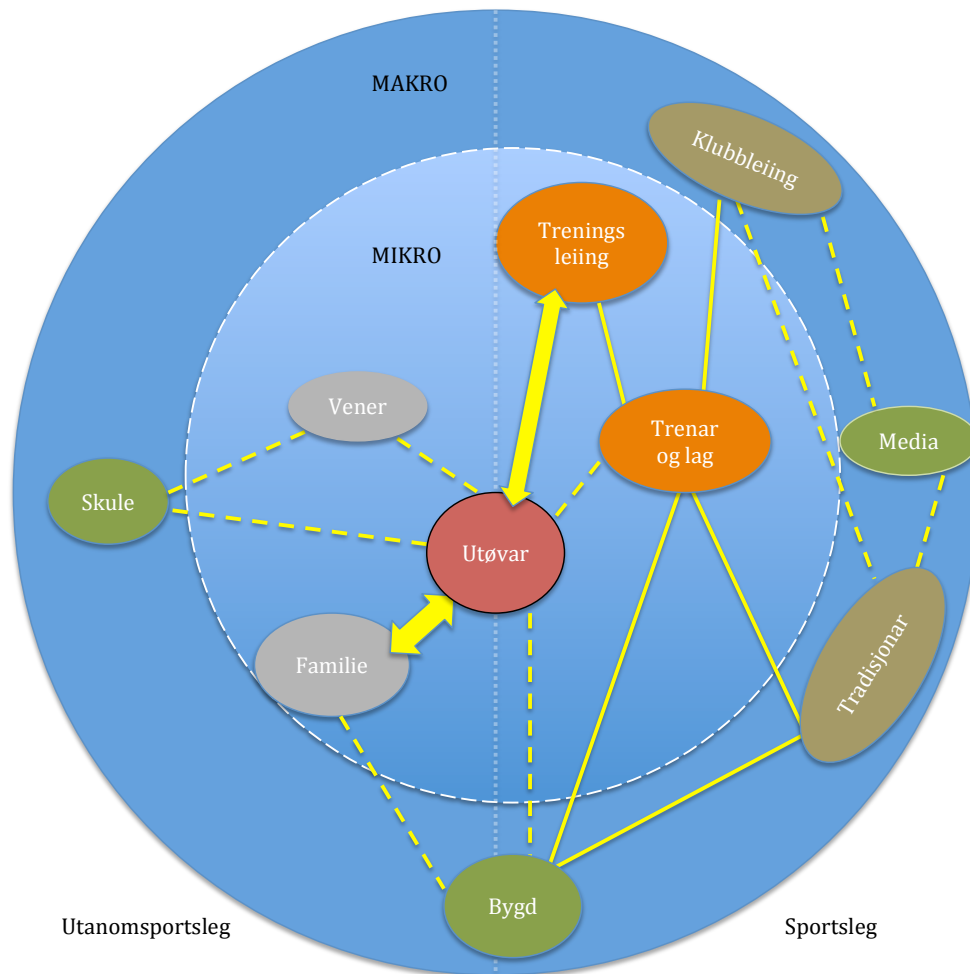 MAKRO
Klubbleiing
Trenings
leiing
MIKRO
Vener
Trenar
og lag
Media
Skule
Utøvar
Familie
Tradisjonar
Bygd
Utanomsportsleg
Sportsleg